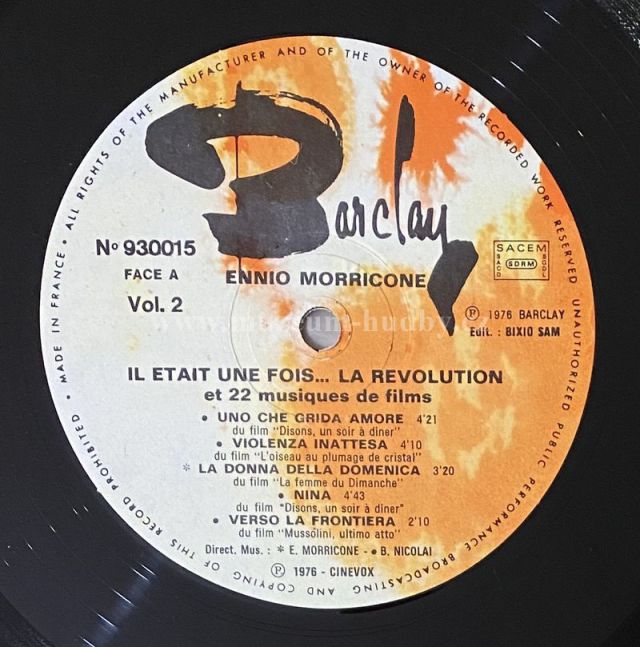 • MADE IN FRANCE • ALL RIGHTS OF THE MANUFACTURER AND OF THE OWNER OF THE RECORDED WORK RESERVED UNAUTHORIZED PUBLIC PERFORMANCE BROADCASTING AND COPYING OF THIS RECORD PROHIBITED
Barclay
Nº 930015
FACE A
Vol. 2
ENNIO MORRICONE
SACEM
SACD
SDRM
SGDL
Ⓟ 1976 BARCLAY
Edit. : BIXIO SAM
IL ETAIT UNE FOIS... LA REVOLUTION
et 22 musiques de films
• UNO CHE GRIDA AMORE 4'21
du film "Disons, un soir à diner"
• VIOLENZA INATTESA 4'10
du film "L'oiseau au plumage de cristal"
* LA DONNA DELLA DOMENICA 3'20
du film "La femme du Dimanche"
• NINA 4'43
du film "Disons, un soir à diner"
• VERSO LA FRONTIERA 2'10
du film "Mussolini, ultimo atto"
Direct. Mus. : * E. MORRICONE - • B. NICOLAI
Ⓟ 1976 - CINEVOX